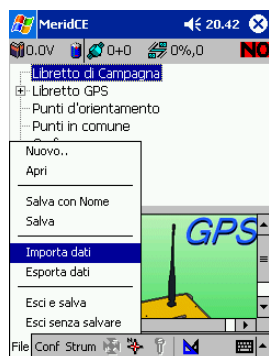 MeridCE 20.42
0.0V 0+0 0%,0 NO
Libretto di Campagna
Libretto GPS
Punti d'orientamento
Punti in comune
Nuovo..
Apri
Salva con Nome
Salva
Importa dati
Esporta dati
Esci e salva
Esci senza salvare
GPS
File Conf Strum